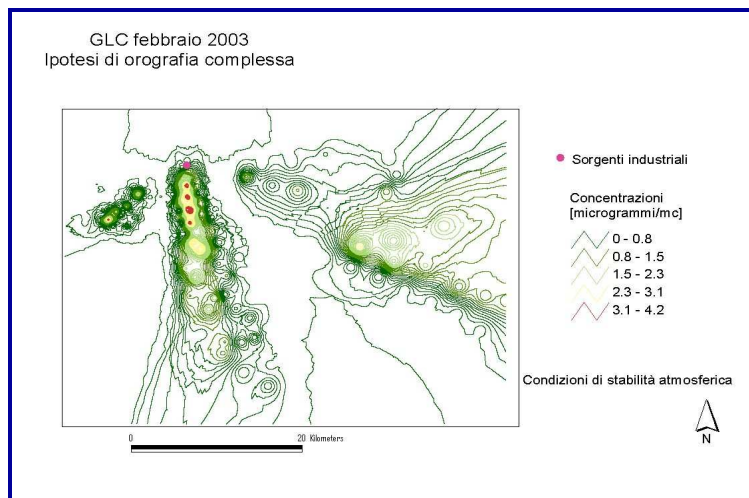 GLC febbraio 2003
Ipotesi di orografia complessa
Sorgenti industriali
Concentrazioni
[microgrammi/mc]
0 - 0.8
0.8 - 1.5
1.5 - 2.3
2.3 - 3.1
3.1 - 4.2
Condizioni di stabilità atmosferica
N
0 20 Kilometers